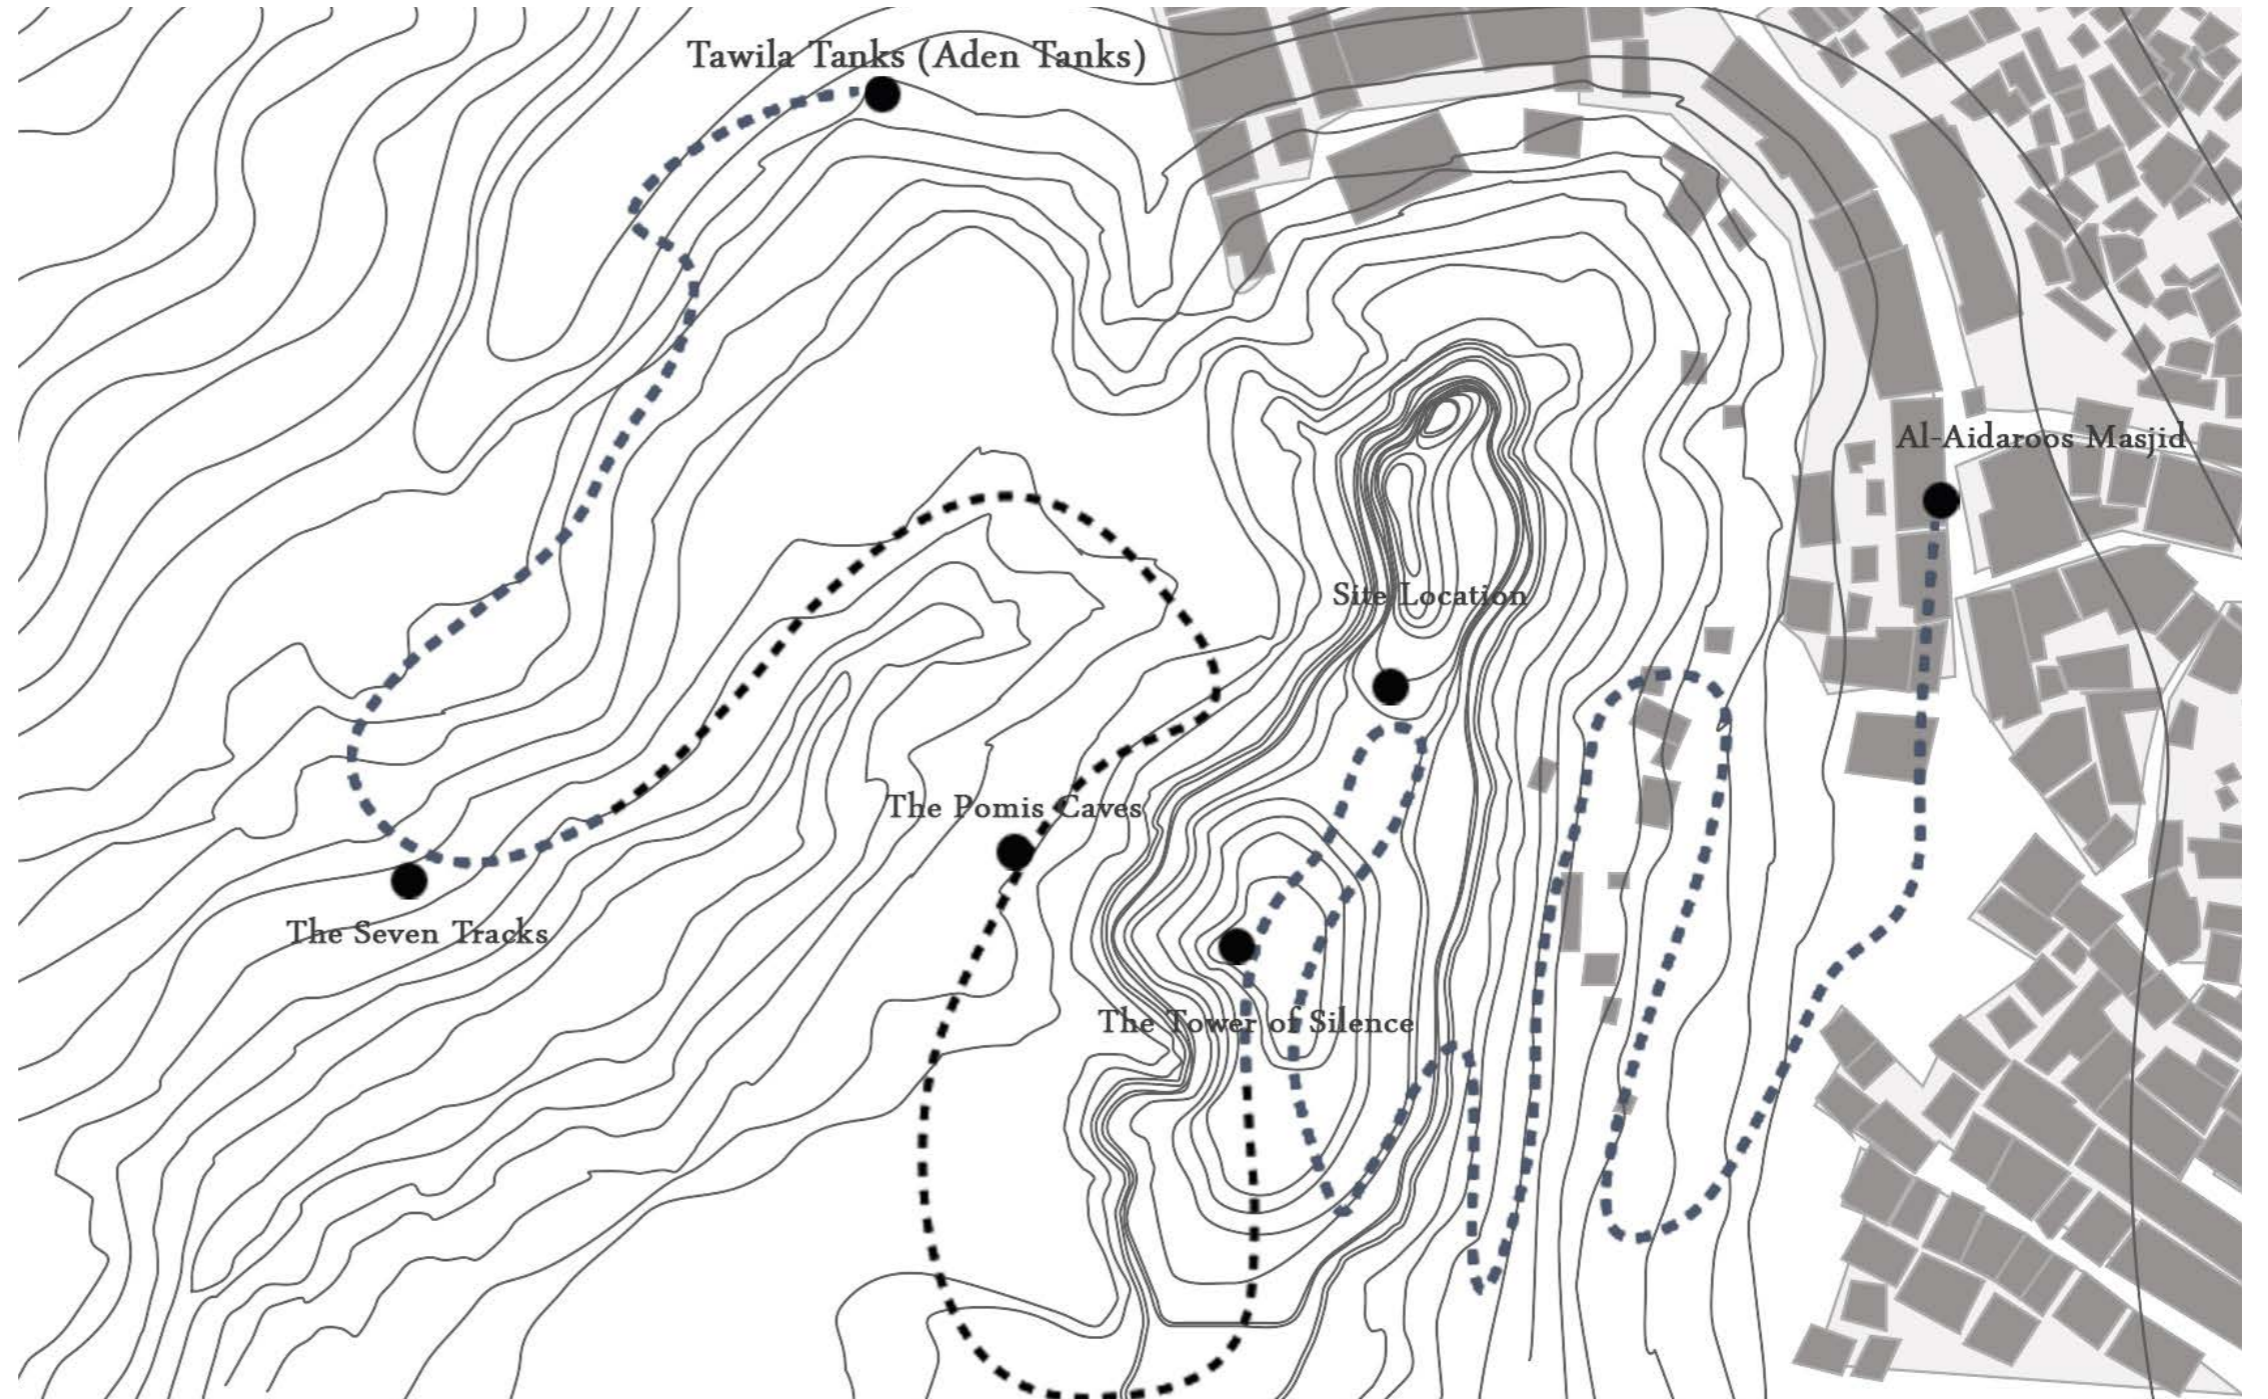 Tawila Tanks (Aden Tanks)
Al-Aidaroos Masjid
Site Location
The Pomis Caves
The Seven Tracks
The Tower of Silence